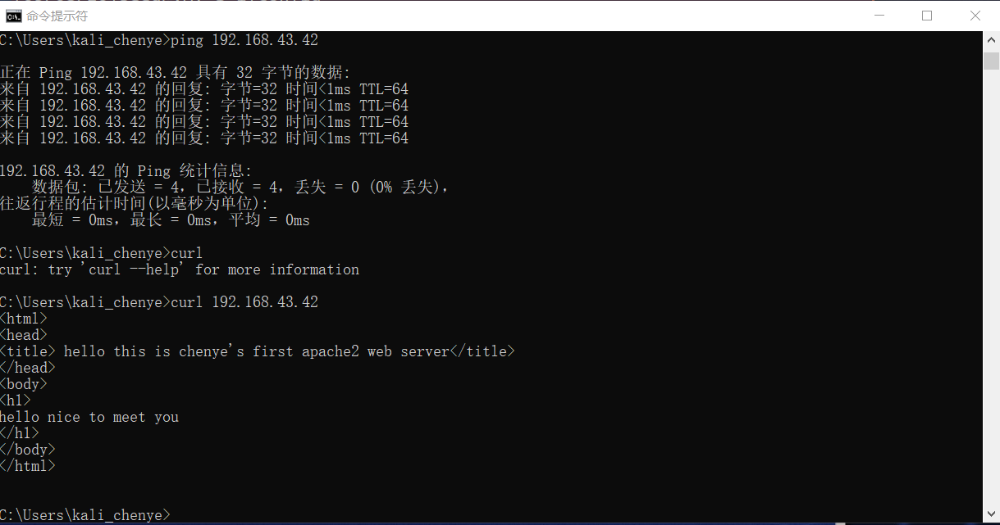 命令提示符
C:\Users\kali_chenye>ping 192.168.43.42
正在 Ping 192.168.43.42 具有 32 字节的数据:
来自 192.168.43.42 的回复: 字节=32 时间<1ms TTL=64
来自 192.168.43.42 的回复: 字节=32 时间<1ms TTL=64
来自 192.168.43.42 的回复: 字节=32 时间<1ms TTL=64
来自 192.168.43.42 的回复: 字节=32 时间<1ms TTL=64
192.168.43.42 的 Ping 统计信息:
    数据包: 已发送 = 4，已接收 = 4，丢失 = 0 (0% 丢失)，
往返行程的估计时间(以毫秒为单位):
    最短 = 0ms，最长 = 0ms，平均 = 0ms
C:\Users\kali_chenye>curl
curl: try 'curl --help' for more information
C:\Users\kali_chenye>curl 192.168.43.42
<html>
<head>
<title> hello this is chenye's first apache2 web server</title>
</head>
<body>
<h1>
hello nice to meet you
</h1>
</body>
</html>
C:\Users\kali_chenye>